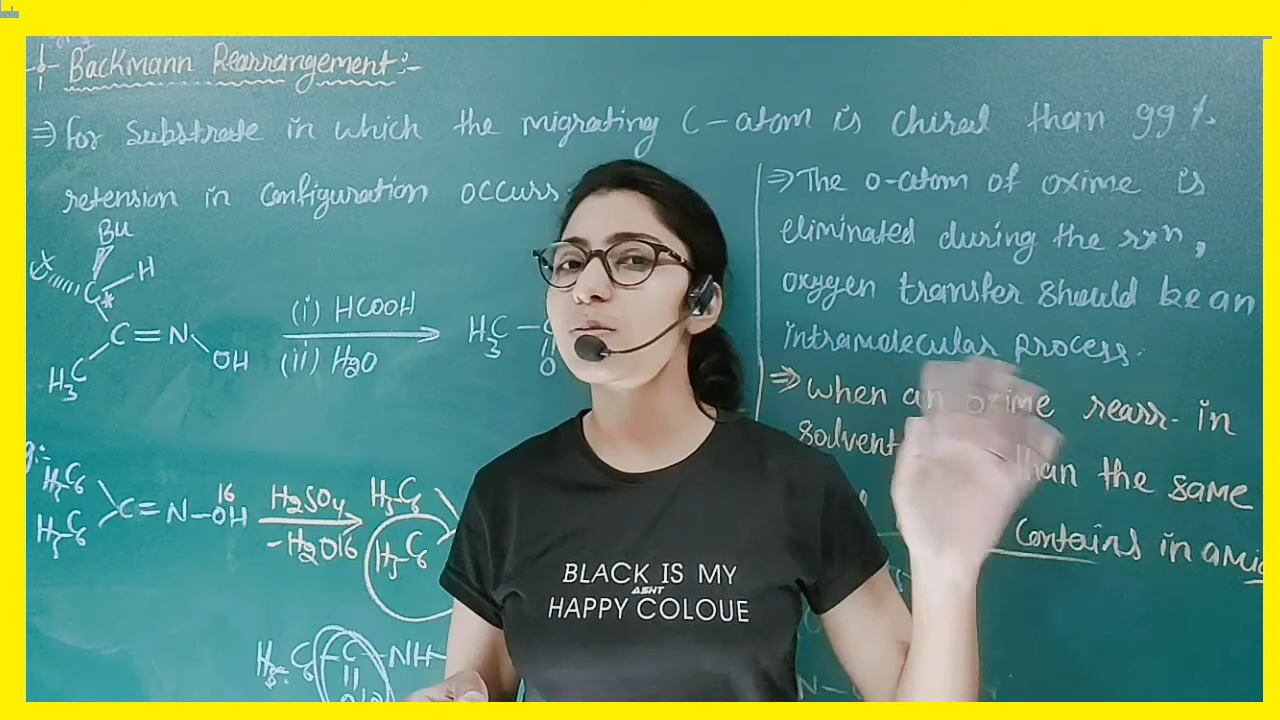 Backmann Rearrangement :-
⇒ for substrate in which the migrating C-atom is chiral than 99 %
retension in configuration occurs.
Bu
H
C*
C=N
OH
H3C
(i) HCOOH
(ii) H2O
H3C - C
O
H5C6
H5C6
C=N-OH
16
H2SO4
-H2O16
H5C6
H5C6
H5C6-C-NH-
⇒ The O-atom of oxime is
eliminated during the rxn,
oxygen transfer should be an
intramolecular process.
⇒ when an oxime rearr. in
solvent than the same
Contains in amid
N-
BLACK IS MY
ASHT
HAPPY COLOUE